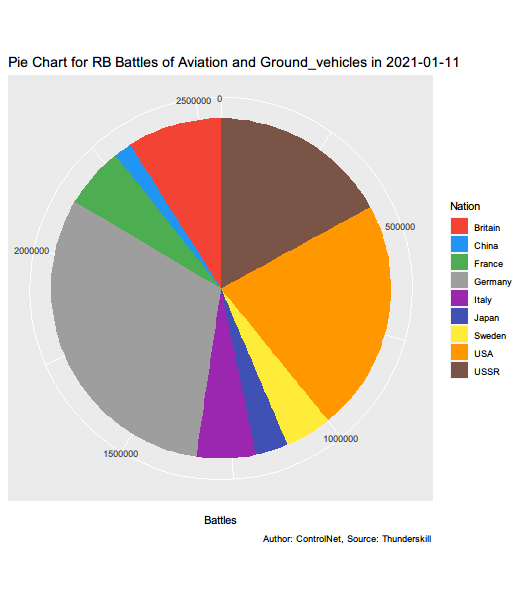 Pie Chart for RB Battles of Aviation and Ground_vehicles in 2021-01-11
0
500000
1000000
1500000
2000000
2500000
Nation
Britain
China
France
Germany
Italy
Japan
Sweden
USA
USSR
Battles
Author: ControlNet, Source: Thunderskill